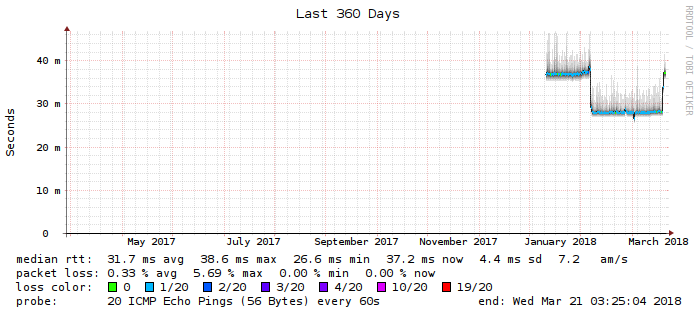 Last 360 Days
RRDTOOL / TOBI OETIKER
Seconds
40 m
30 m
20 m
10 m
0
May 2017 July 2017 September 2017 November 2017 January 2018 March 2018
median rtt: 31.7 ms avg 38.6 ms max 26.6 ms min 37.2 ms now 4.4 ms sd 7.2 am/s
packet loss: 0.33 % avg 5.69 % max 0.00 % min 0.00 % now
loss color: 0 1/20 2/20 3/20 4/20 10/20 19/20
probe: 20 ICMP Echo Pings (56 Bytes) every 60s end: Wed Mar 21 03:25:04 2018